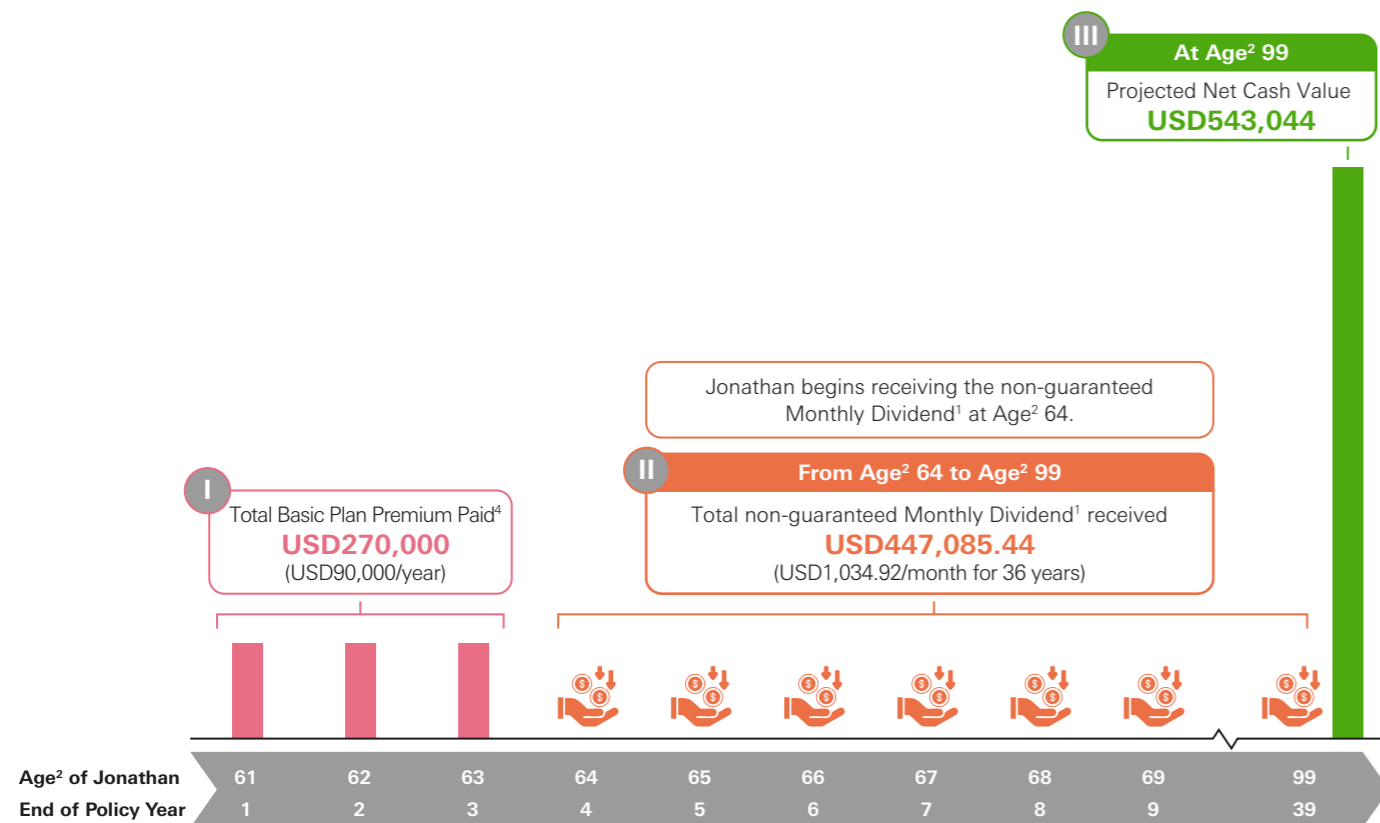 III
At Age² 99
Projected Net Cash Value
USD543,044
Jonathan begins receiving the non-guaranteed
Monthly Dividend¹ at Age² 64.
I
Total Basic Plan Premium Paid⁴
USD270,000
(USD90,000/year)
II
From Age² 64 to Age² 99
Total non-guaranteed Monthly Dividend¹ received
USD447,085.44
(USD1,034.92/month for 36 years)
$ $ $ $ $ $ $ $ $ $ $ $ $ $
Age² of Jonathan 61 62 63 64 65 66 67 68 69 99
End of Policy Year 1 2 3 4 5 6 7 8 9 39